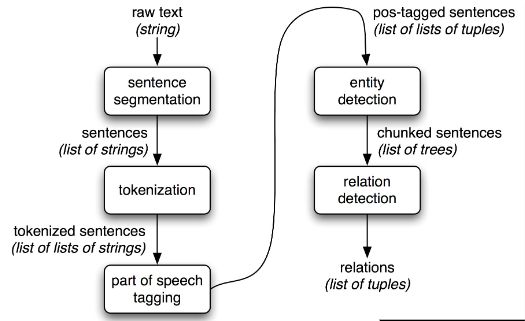 raw text
(string)
sentence
segmentation
sentences
(list of strings)
tokenization
tokenized sentences
(list of lists of strings)
part of speech
tagging
pos-tagged sentences
(list of lists of tuples)
entity
detection
chunked sentences
(list of trees)
relation
detection
relations
(list of tuples)